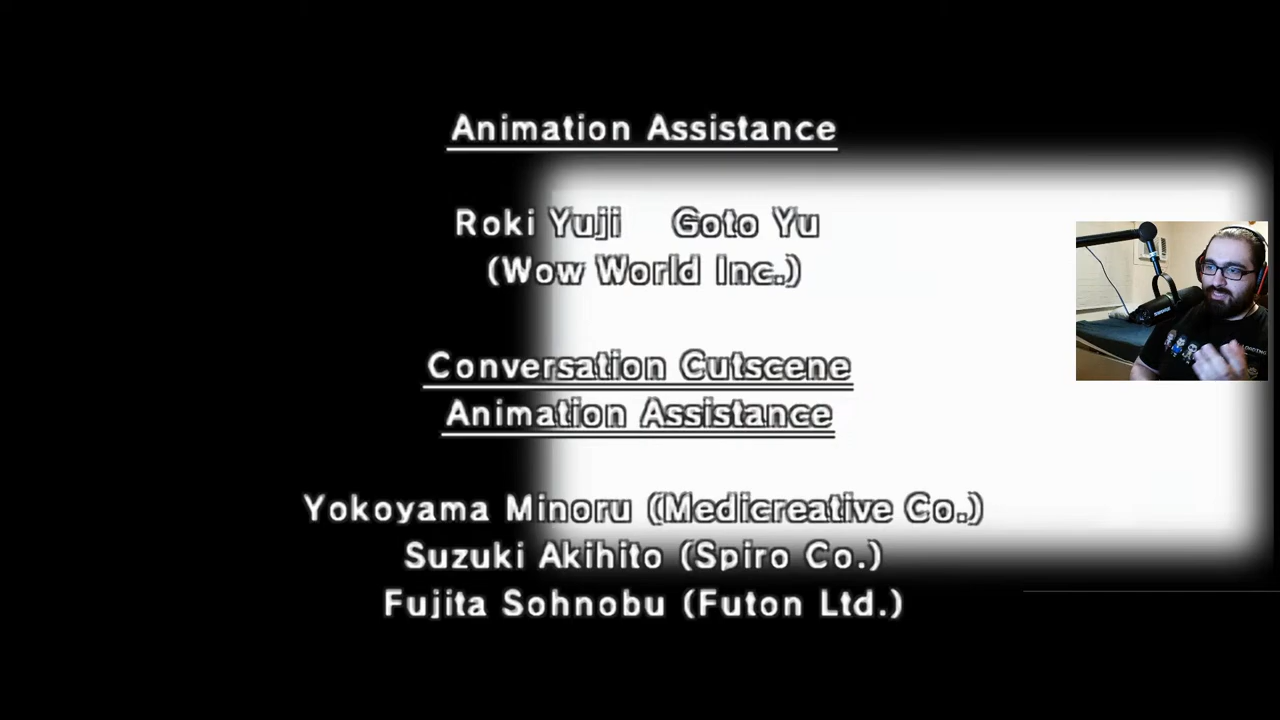 Animation Assistance
Roki Yuji Goto Yu
(Wow World Inc.)
Conversation Cutscene
Animation Assistance
Yokoyama Minoru (Medicreative Co.)
Suzuki Akihito (Spiro Co.)
Fujita Sohnobu (Futon Ltd.)